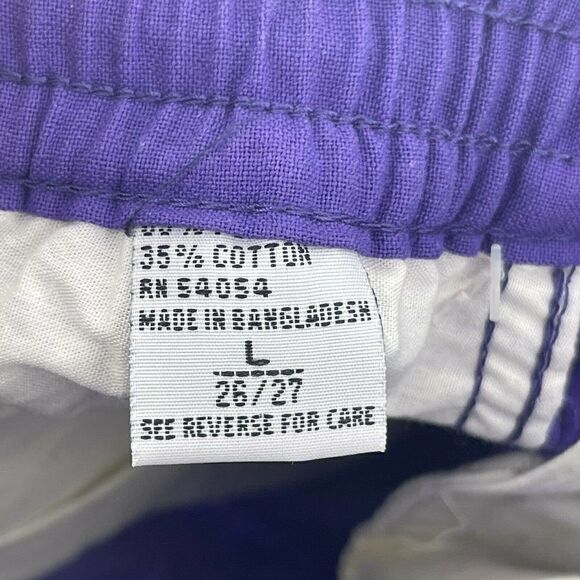 35% COTTON
RN 54054
MADE IN BANGLADESH
L
26/27
SEE REVERSE FOR CARE